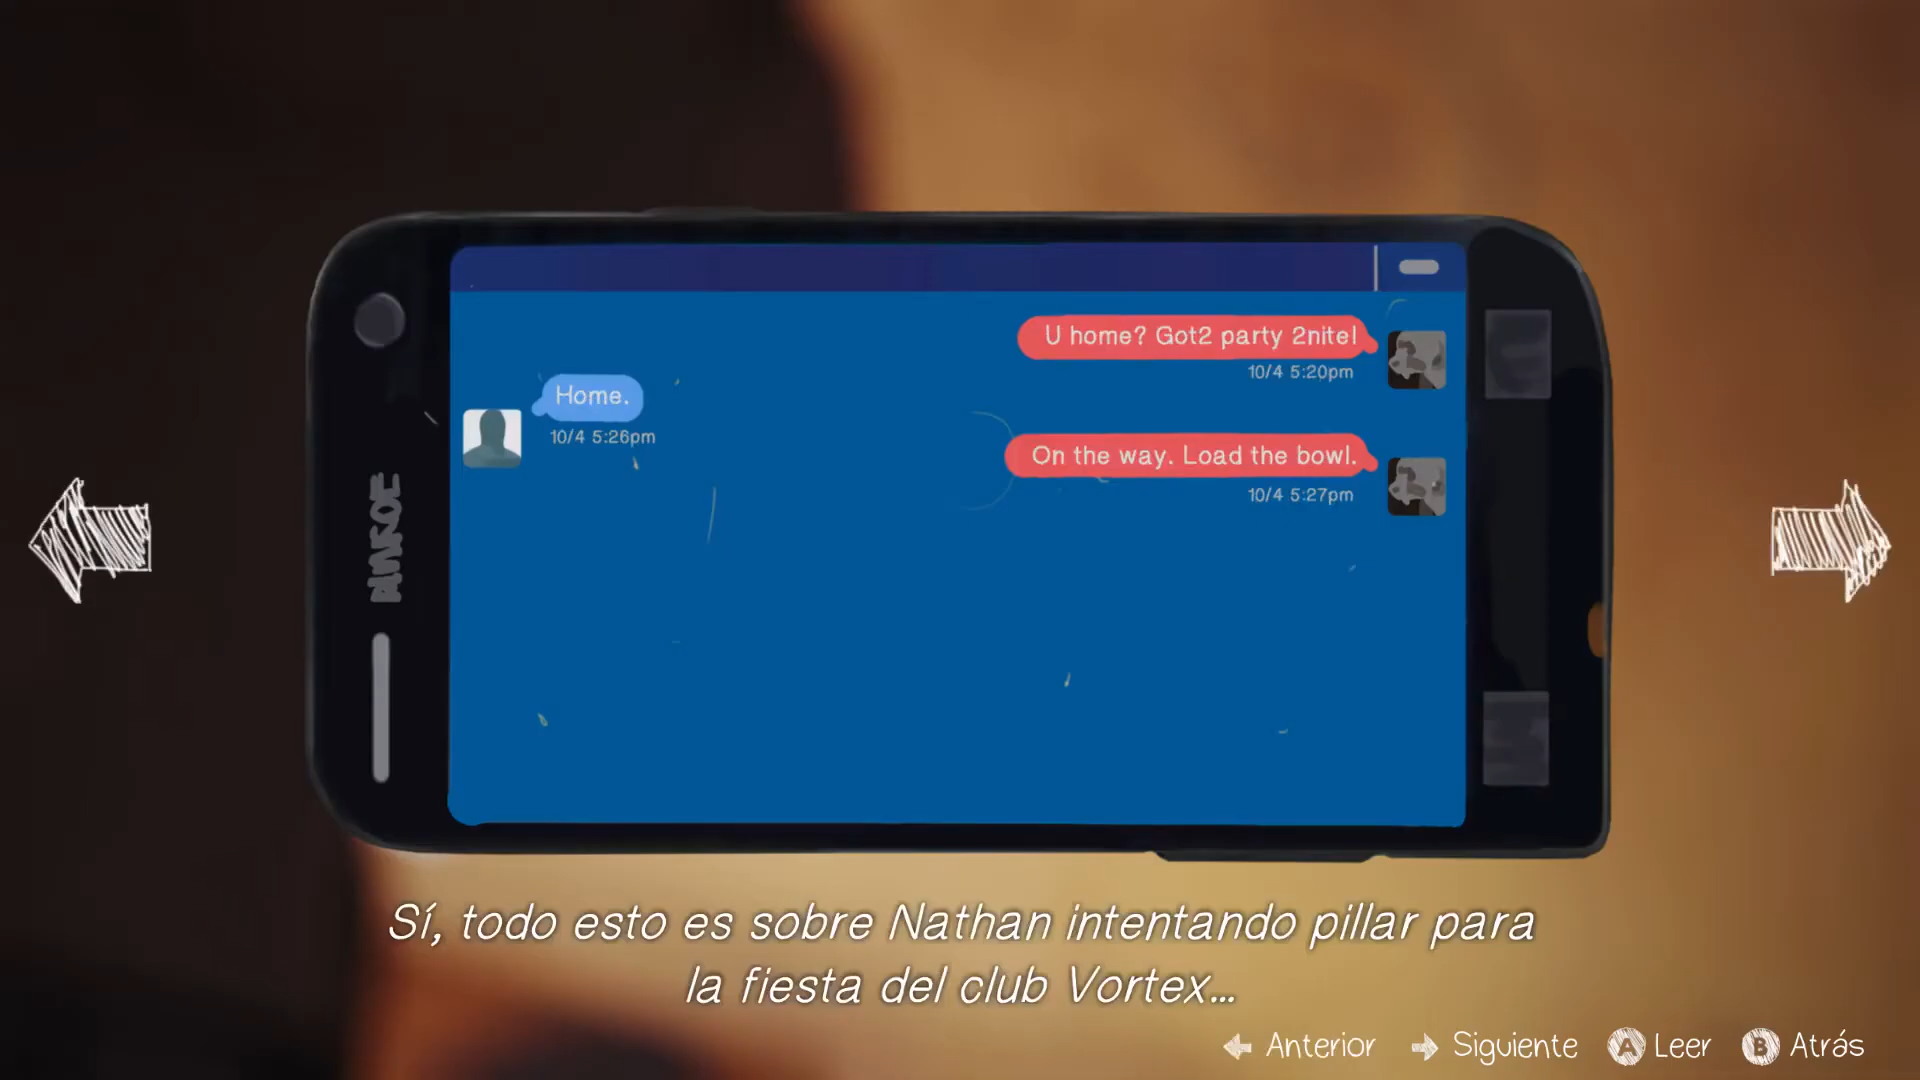 U home? Got2 party 2nite!
10/4 5:20pm
Home.
10/4 5:26pm
On the way. Load the bowl.
10/4 5:27pm
Sí, todo esto es sobre Nathan intentando pillar para
la fiesta del club Vortex...
Anterior Siguiente A Leer B Atrás